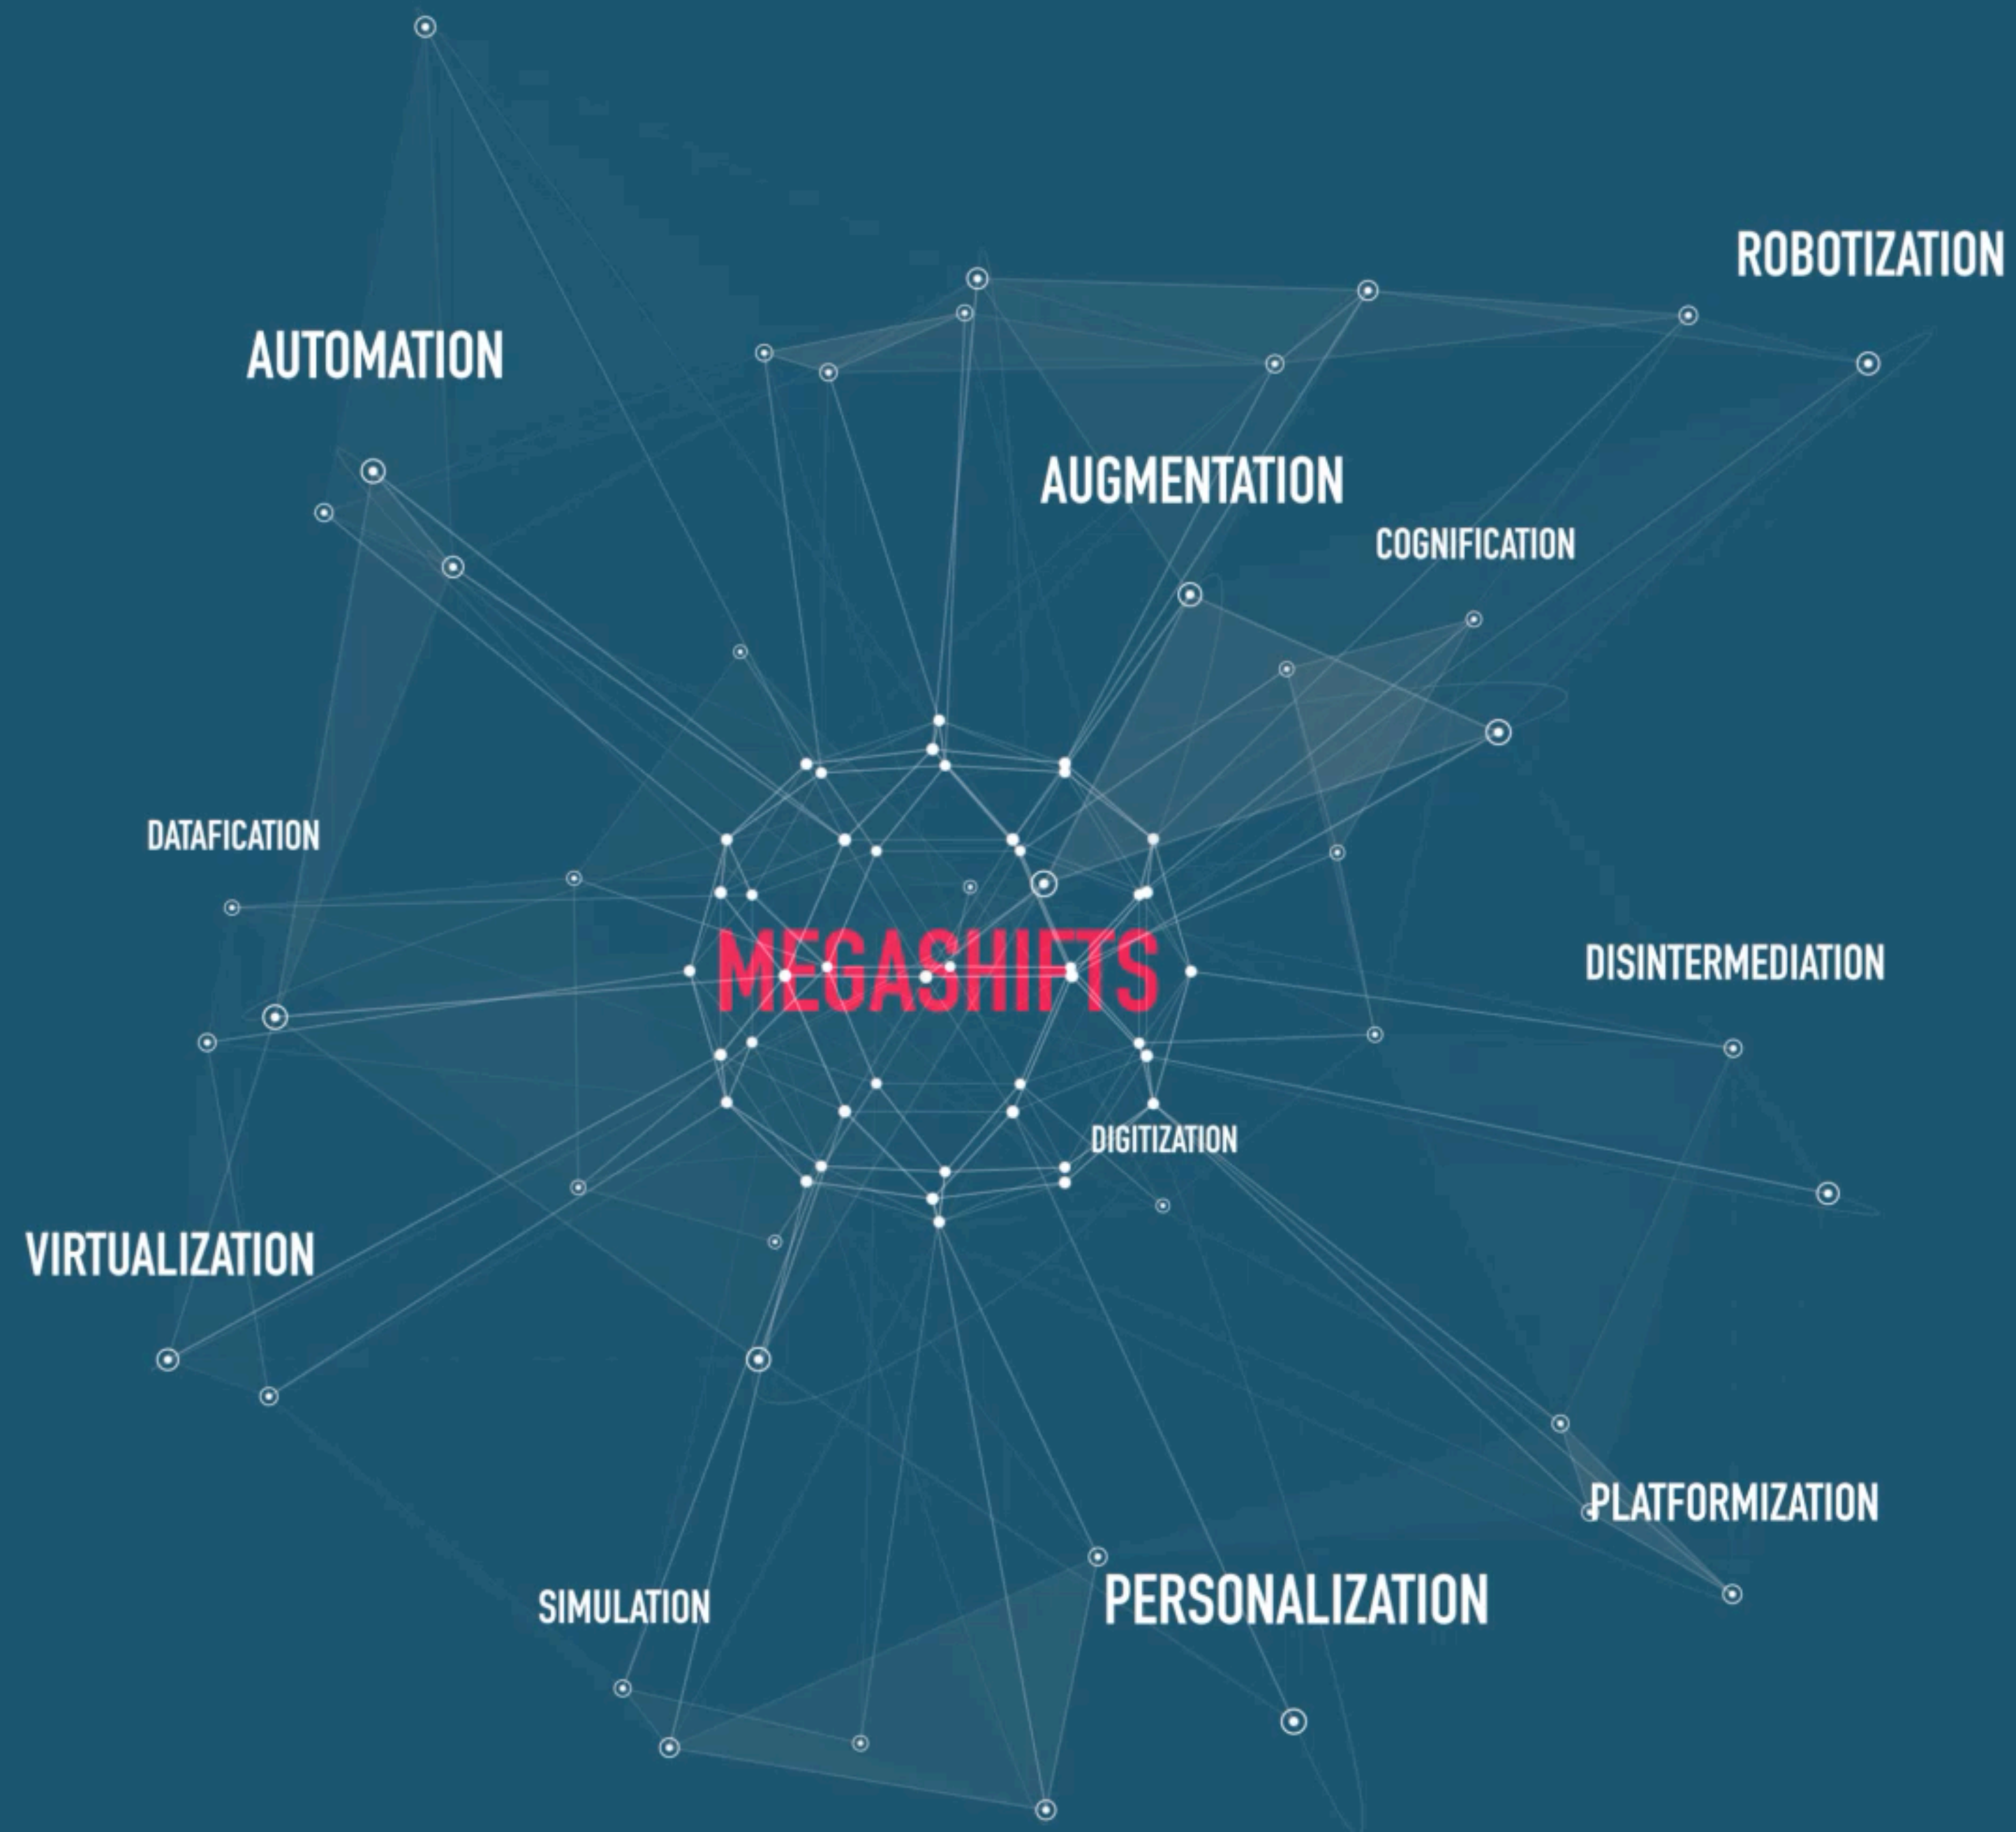 ROBOTIZATION
AUTOMATION
AUGMENTATION
COGNIFICATION
DATAFICATION
MEGASHIFTS
DISINTERMEDIATION
DIGITIZATION
VIRTUALIZATION
PLATFORMIZATION
SIMULATION
PERSONALIZATION